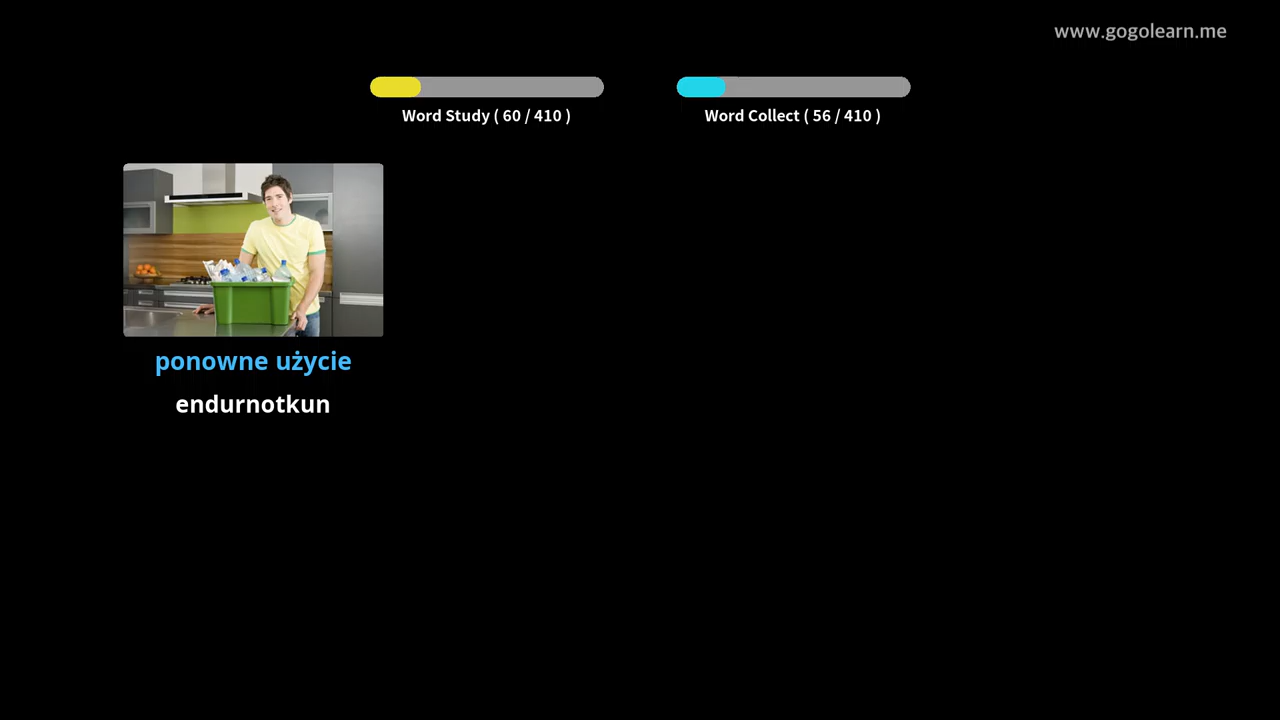 www.gogolearn.me
Word Study ( 60 / 410 )
Word Collect ( 56 / 410 )
ponowne użycie
endurnotkun